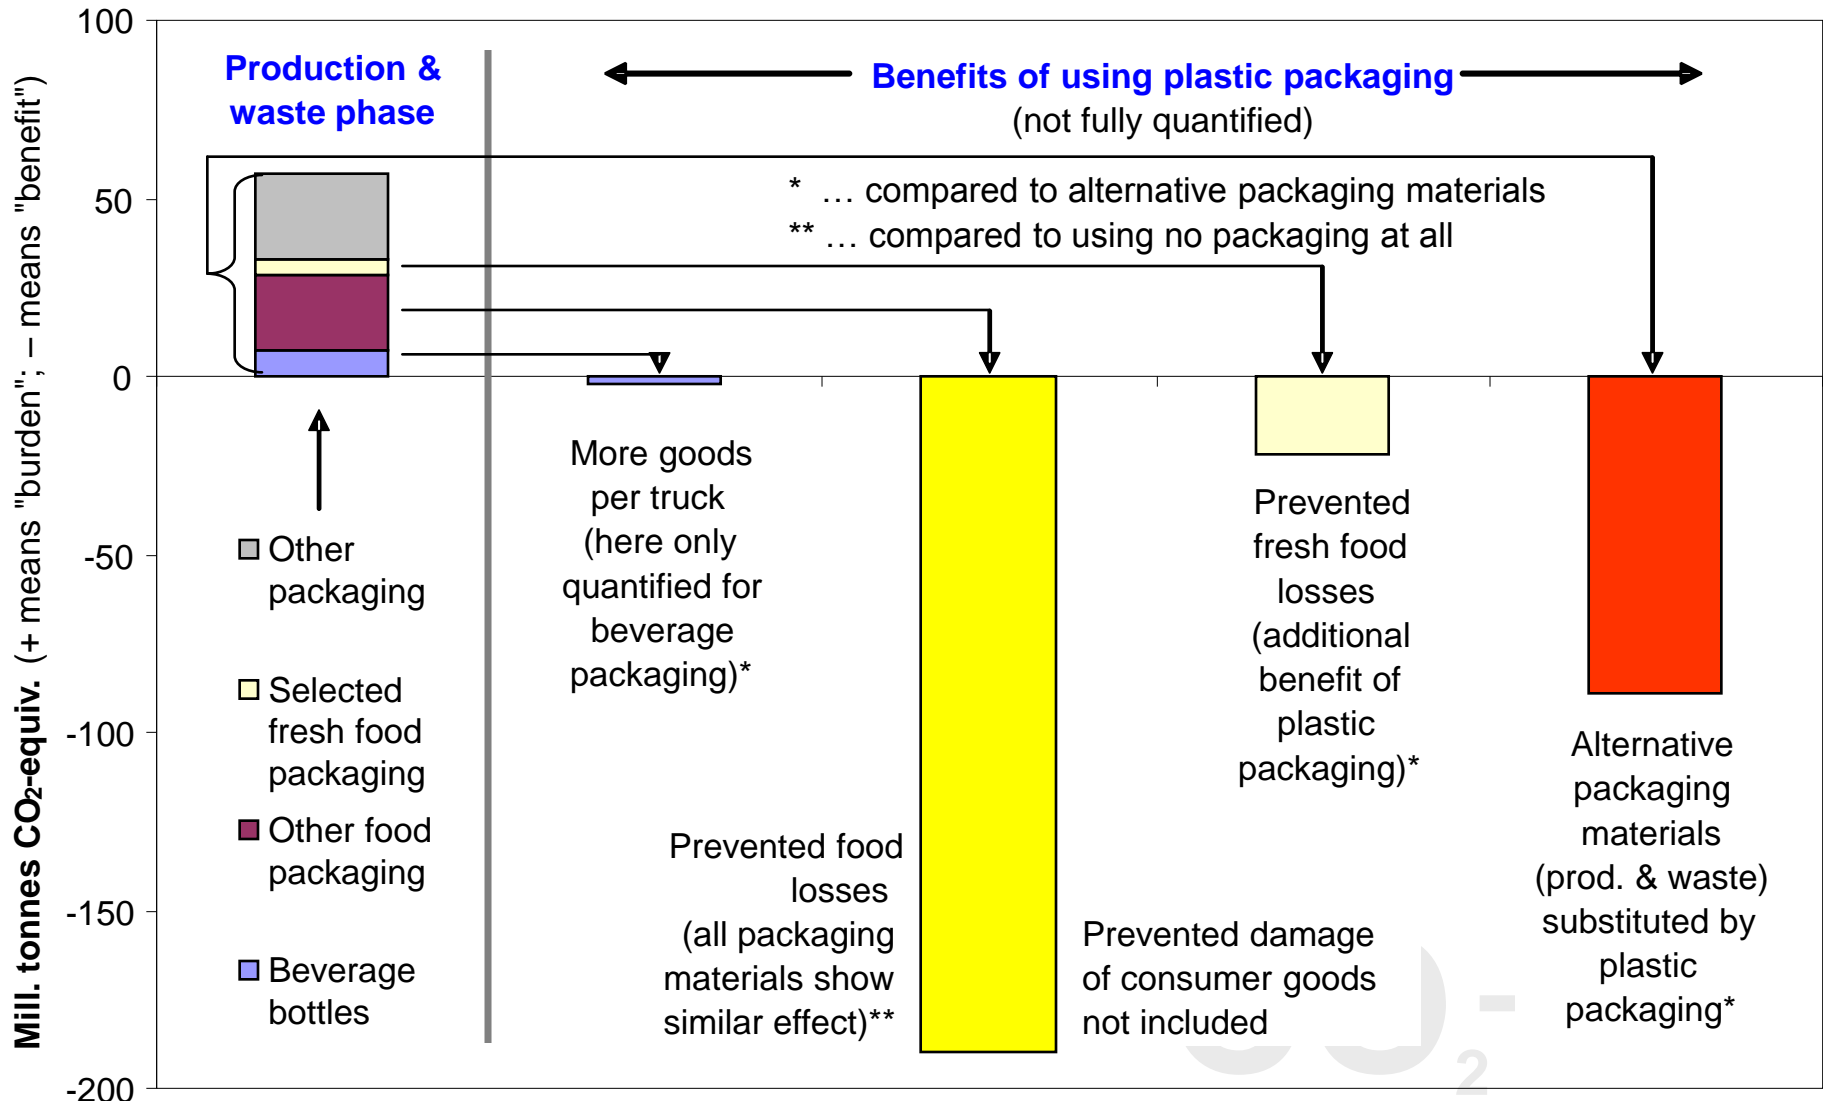 Mill. tonnes CO₂-equiv. (+ means "burden"; – means "benefit")
100
50
0
-50
-100
-150
-200
Production &
waste phase
Benefits of using plastic packaging
(not fully quantified)
* … compared to alternative packaging materials
** … compared to using no packaging at all
Other
packaging
Selected
fresh food
packaging
Other food
packaging
Beverage
bottles
More goods
per truck
(here only
quantified for
beverage
packaging)*
Prevented food
losses
(all packaging
materials show
similar effect)**
Prevented damage
of consumer goods
not included
Prevented
fresh food
losses
(additional
benefit of
plastic
packaging)*
Alternative
packaging
materials
(prod. & waste)
substituted by
plastic
packaging*
CO₂-